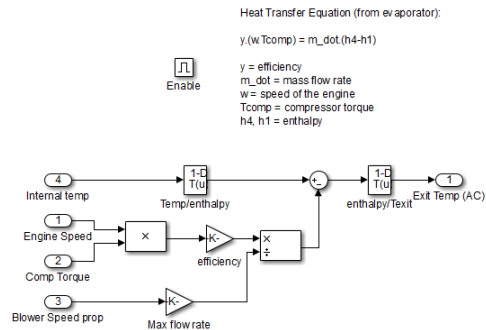 Heat Transfer Equation (from evaporator):
y.(w.Tcomp) = m_dot.(h4-h1)
y = efficiency
m_dot = mass flow rate
w = speed of the engine
Tcomp = compressor torque
h4, h1 = enthalpy
Enable
4
Internal temp
1-D
T(u
Temp/enthalpy
+
-
1-D
T(u
enthalpy/Texit
1
Exit Temp (AC)
1
Engine Speed
2
Comp Torque
×
K-
efficiency
×
÷
3
Blower Speed prop
K-
Max flow rate